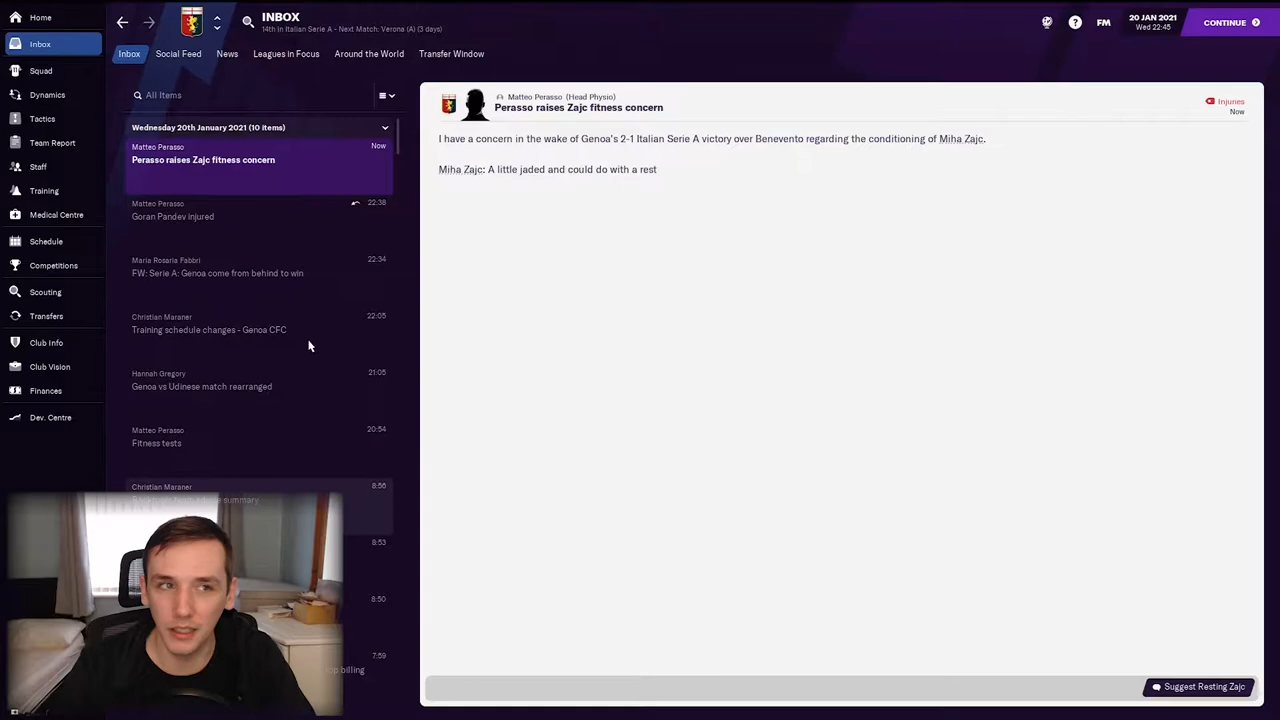 Home
Inbox
Squad
Dynamics
Tactics
Team Report
Staff
Training
Medical Centre
Schedule
Competitions
Scouting
Transfers
Club Info
Club Vision
Finances
Dev. Centre
INBOX
14th in Italian Serie A - Next Match: Verona (A) (3 days)
FM
20 JAN 2021
Wed 22:45
CONTINUE
Inbox
Social Feed
News
Leagues in Focus
Around the World
Transfer Window
All Items
Wednesday 20th January 2021 (10 items)
Matteo Perasso
Now
Perasso raises Zajc fitness concern
Matteo Perasso
22:38
Goran Pandev injured
Maria Rosaria Fabbri
22:34
FW: Serie A: Genoa come from behind to win
Christian Maraner
22:05
Training schedule changes - Genoa CFC
Hannah Gregory
21:05
Genoa vs Udinese match rearranged
Matteo Perasso
20:54
Fitness tests
Christian Maraner
8:56
summary
8:53
8:50
7:59
billing
Matteo Perasso (Head Physio)
Perasso raises Zajc fitness concern
Injuries
Now
I have a concern in the wake of Genoa's 2-1 Italian Serie A victory over Benevento regarding the conditioning of Miha Zajc.
Miha Zajc: A little jaded and could do with a rest
Suggest Resting Zajc